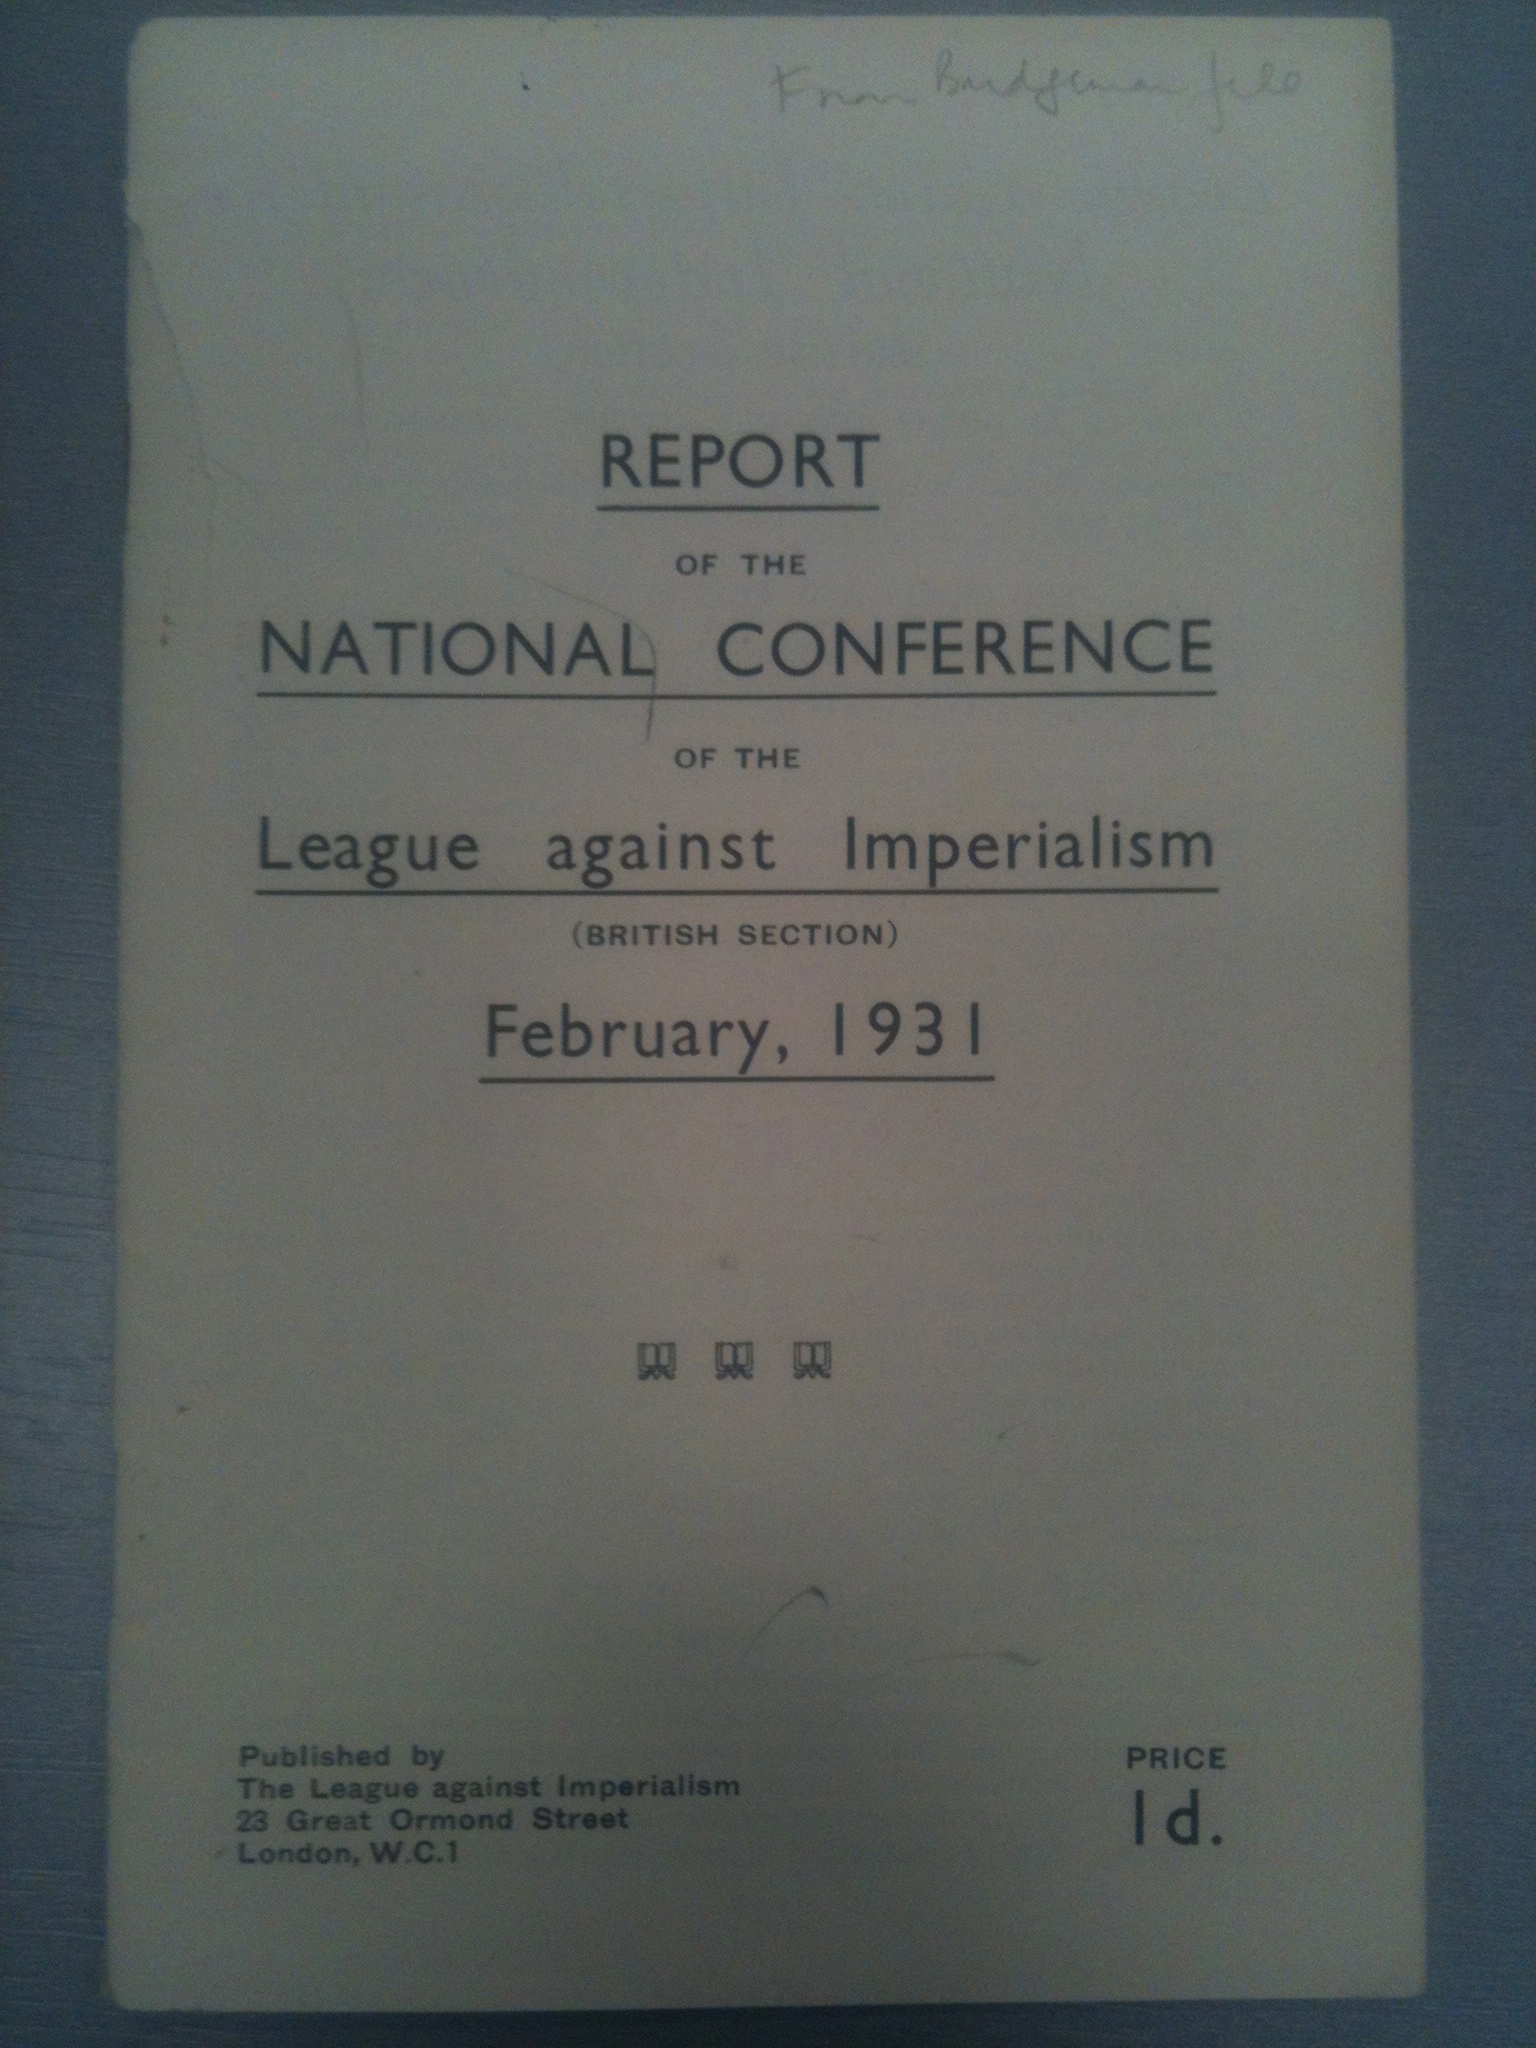 From Bridgeman file
REPORT
OF THE
NATIONAL CONFERENCE
OF THE
League against Imperialism
(BRITISH SECTION)
February, 1931
Published by
The League against Imperialism
23 Great Ormond Street
London, W.C.1
PRICE
1d.